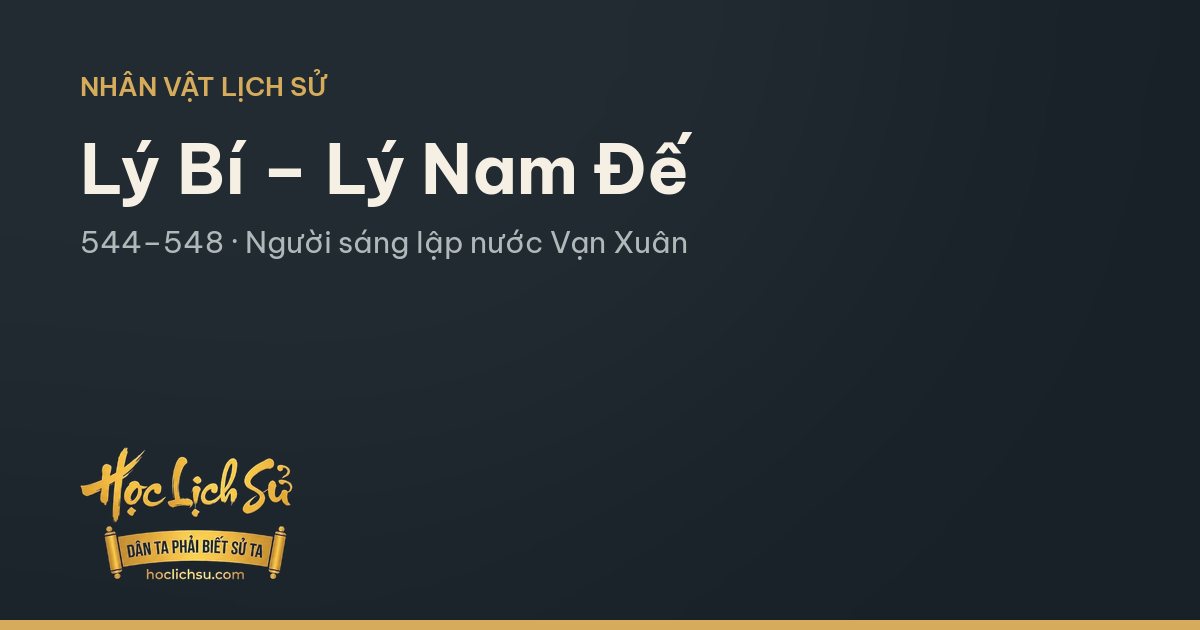 NHÂN VẬT LỊCH SỬ
Lý Bí – Lý Nam Đế
544–548 · Người sáng lập nước Vạn Xuân
Học Lịch Sử
DÂN TA PHẢI BIẾT SỬ TA
hoclichsu.com